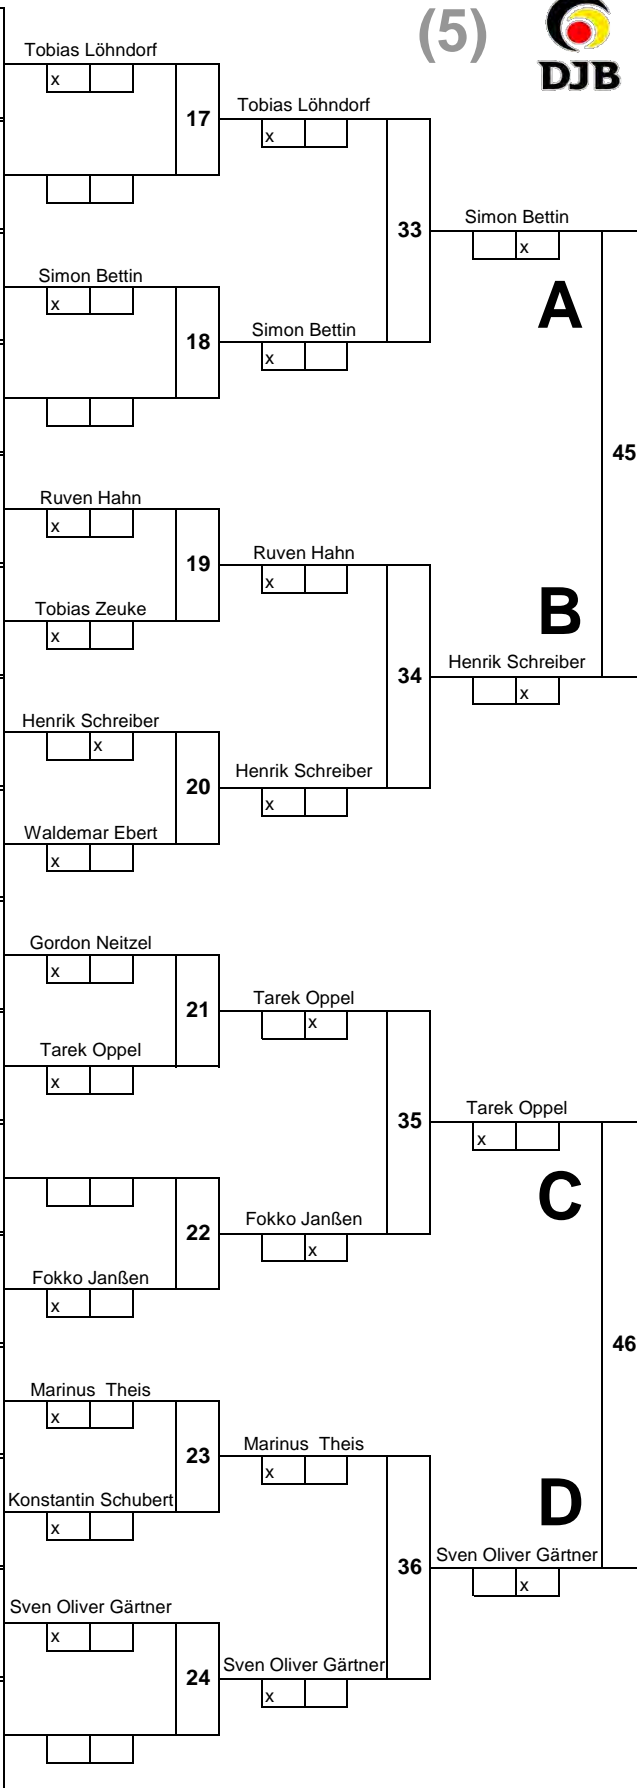 (5)
DJB
Tobias Löhndorf
x
17
Tobias Löhndorf
x
33
Simon Bettin
x
A
Simon Bettin
x
18
Simon Bettin
x
45
Ruven Hahn
x
19
Ruven Hahn
x
Tobias Zeuke
x
B
34
Henrik Schreiber
x
Henrik Schreiber
x
20
Henrik Schreiber
x
Waldemar Ebert
x
Gordon Neitzel
x
21
Tarek Oppel
x
Tarek Oppel
x
35
Tarek Oppel
x
C
22
Fokko Janßen
x
Fokko Janßen
x
46
Marinus  Theis
x
23
Marinus  Theis
x
Konstantin Schubert
x
D
36
Sven Oliver Gärtner
x
Sven Oliver Gärtner
x
24
Sven Oliver Gärtner
x